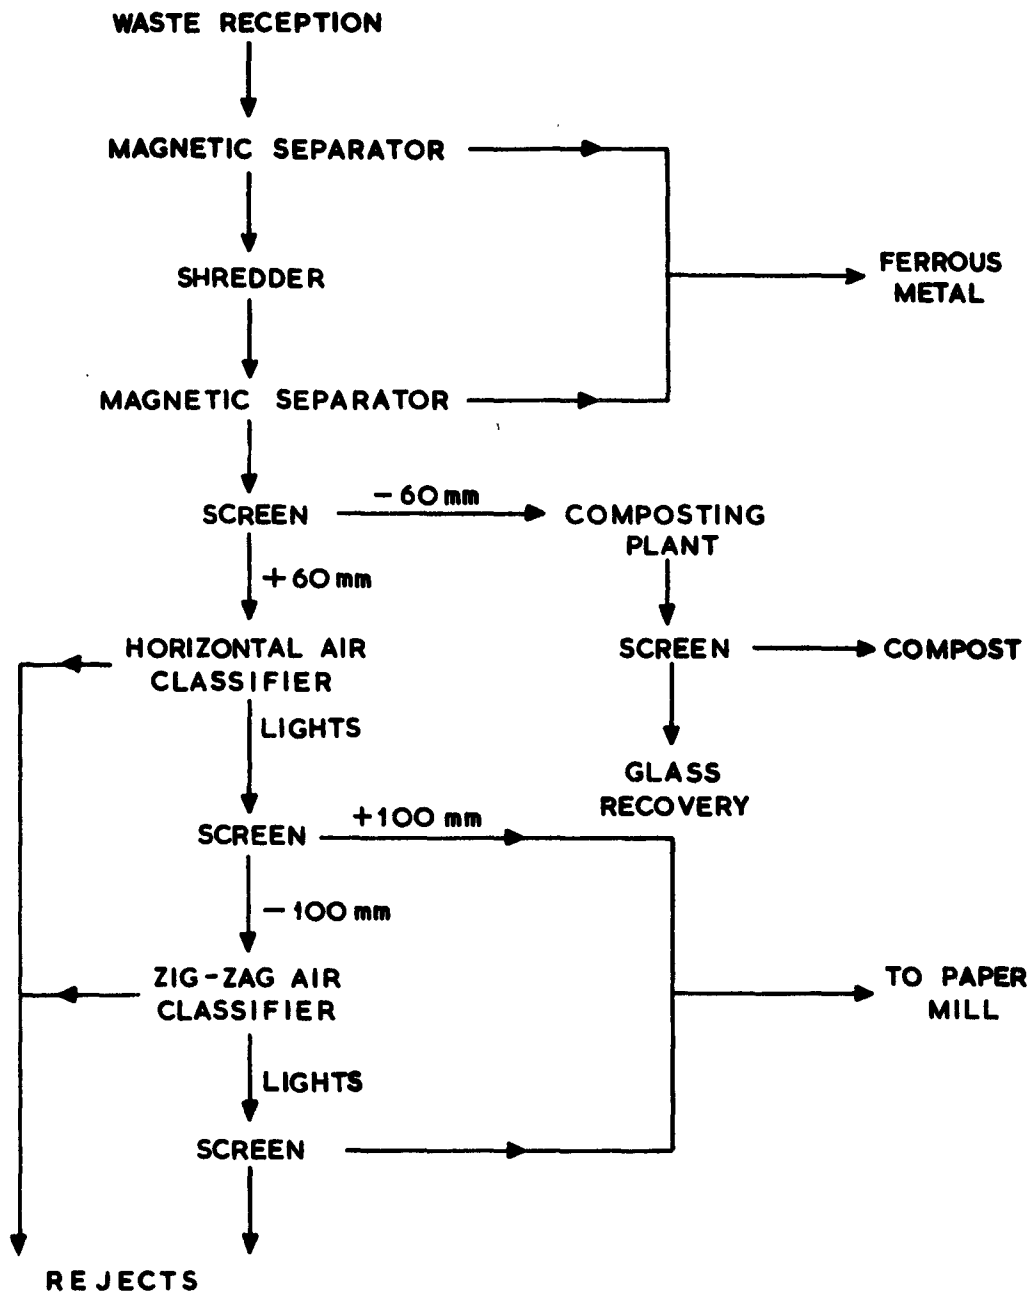 WASTE RECEPTION
MAGNETIC SEPARATOR
SHREDDER
FERROUS
METAL
MAGNETIC SEPARATOR
SCREEN
- 60 mm
COMPOSTING
PLANT
+ 60 mm
HORIZONTAL AIR
CLASSIFIER
SCREEN
COMPOST
LIGHTS
GLASS
RECOVERY
SCREEN
+100 mm
- 100 mm
ZIG-ZAG AIR
CLASSIFIER
TO PAPER
MILL
LIGHTS
SCREEN
REJECTS